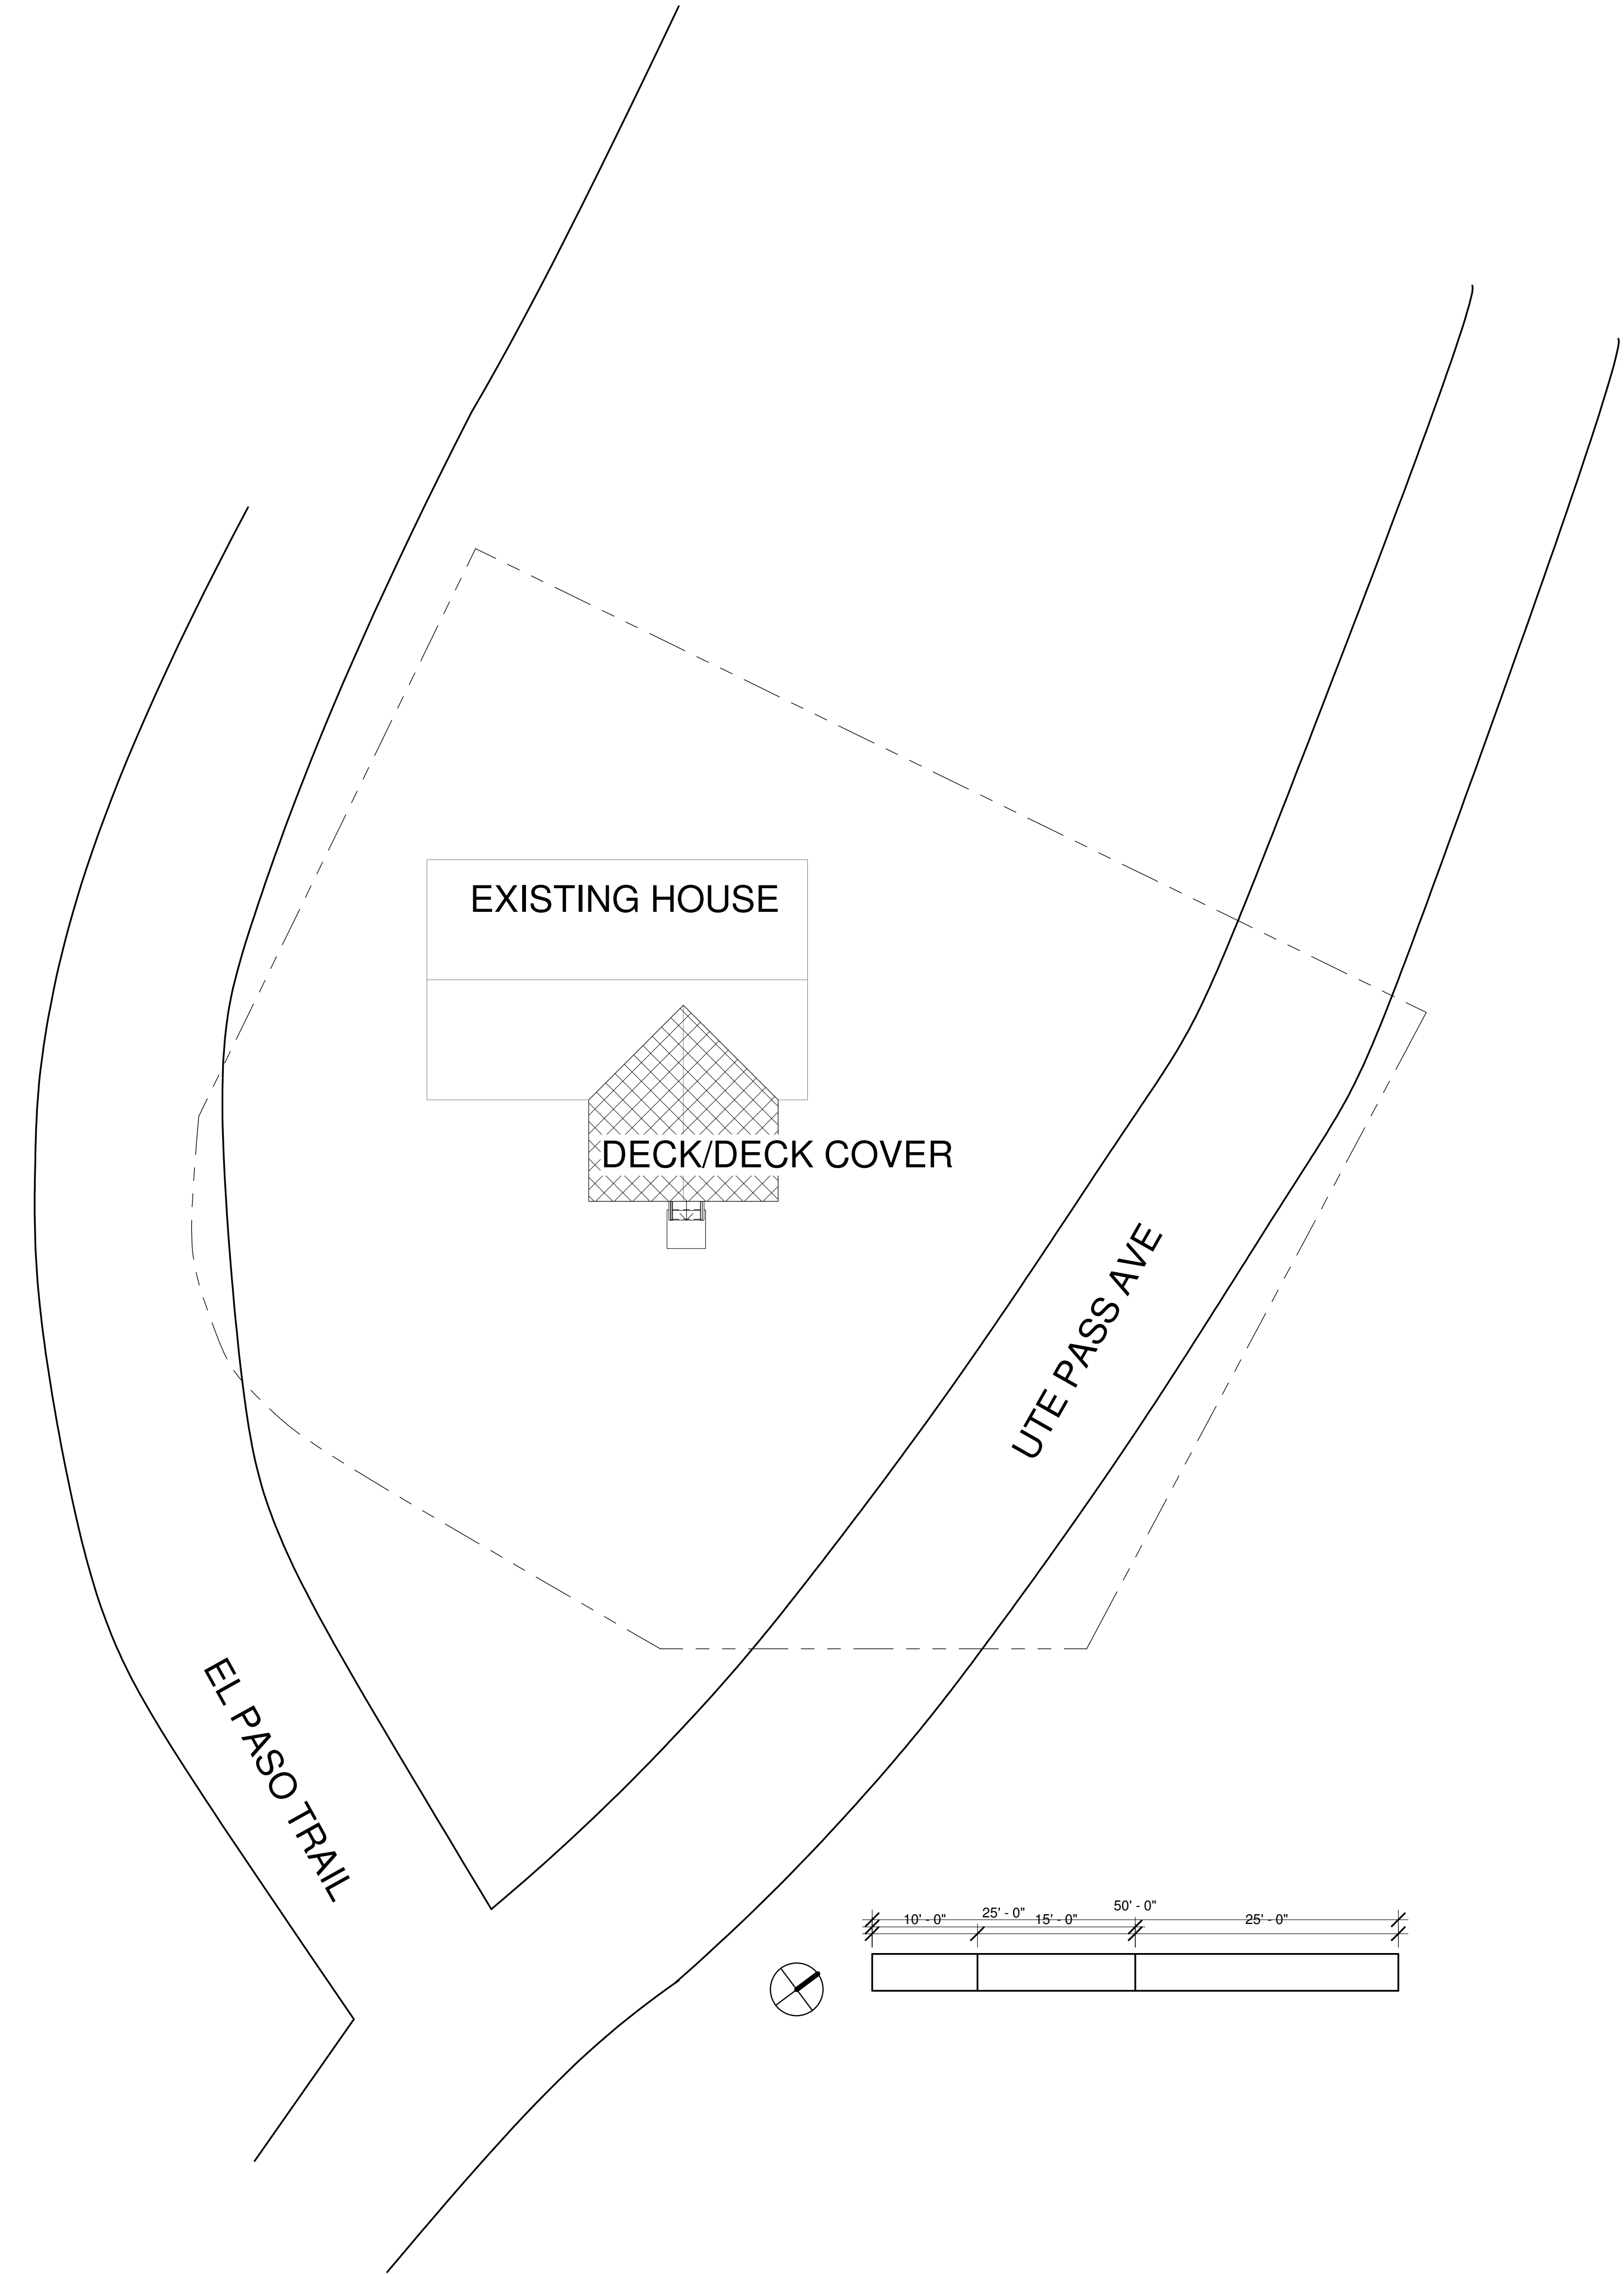 EXISTING HOUSE
DECK/DECK COVER
UTE PASS AVE
EL PASO TRAIL
50' - 0"
25' - 0"
10' - 0"
15' - 0"
25' - 0"